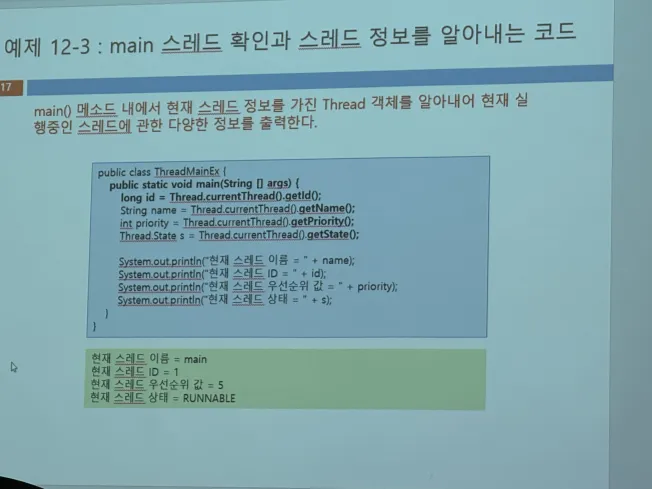 예제 12-3 : main 스레드 확인과 스레드 정보를 알아내는 코드
17
main() 메소드 내에서 현재 스레드 정보를 가진 Thread 객체를 알아내어 현재 실
행중인 스레드에 관한 다양한 정보를 출력한다.
public class ThreadMainEx {
public static void main(String [] args) {
long id = Thread.currentThread().getId();
String name = Thread.currentThread().getName();
int priority = Thread.currentThread().getPriority();
Thread.State s = Thread.currentThread().getState();
System.out.println("현재 스레드 이름 = " + name);
System.out.println("현재 스레드 ID = " + id);
System.out.println("현재 스레드 우선순위 값 = " + priority);
System.out.println("현재 스레드 상태 = " + s);
}
}
현재 스레드 이름 = main
현재 스레드 ID = 1
현재 스레드 우선순위 값 = 5
현재 스레드 상태 = RUNNABLE